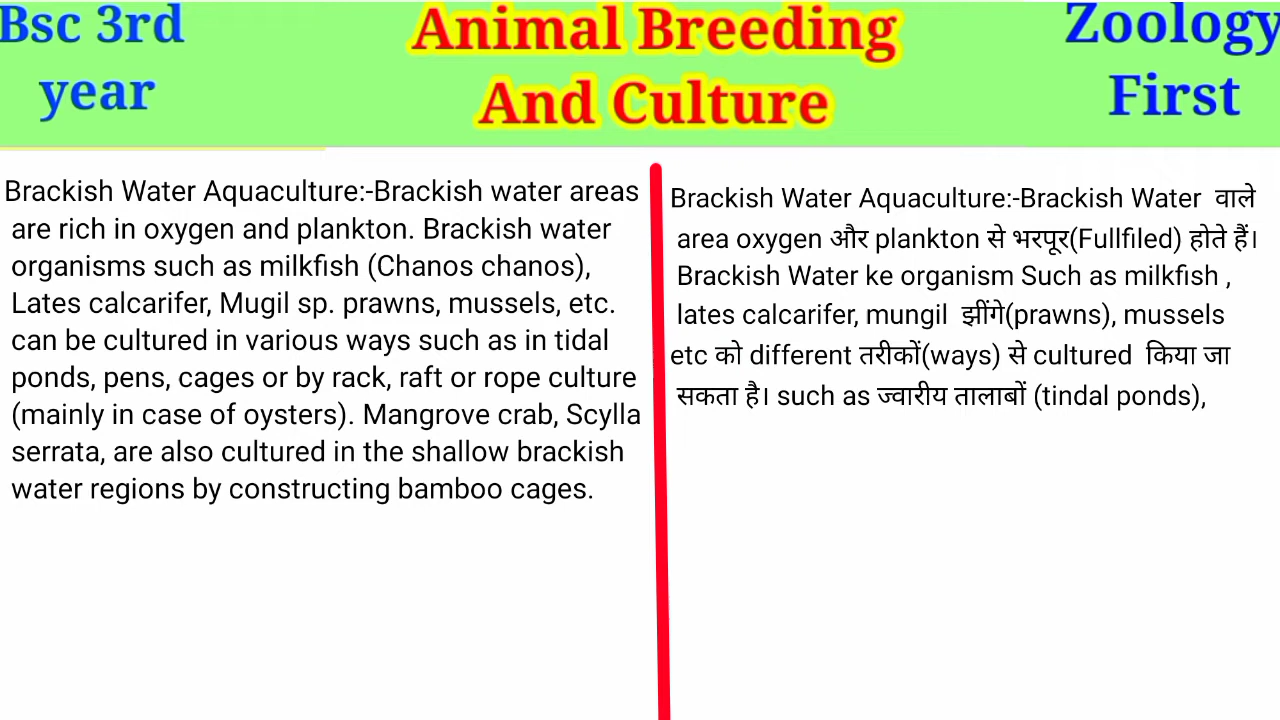 Bsc 3rd
year
Animal Breeding
And Culture
Zoology
First
Brackish Water Aquaculture:-Brackish water areas
are rich in oxygen and plankton. Brackish water
organisms such as milkfish (Chanos chanos),
Lates calcarifer, Mugil sp. prawns, mussels, etc.
can be cultured in various ways such as in tidal
ponds, pens, cages or by rack, raft or rope culture
(mainly in case of oysters). Mangrove crab, Scylla
serrata, are also cultured in the shallow brackish
water regions by constructing bamboo cages.
Brackish Water Aquaculture:-Brackish Water वाले
area oxygen और plankton से भरपूर(Fullfiled) होते हैं।
Brackish Water ke organism Such as milkfish ,
lates calcarifer, mungil झींगे(prawns), mussels
etc को different तरीकों(ways) से cultured किया जा
सकता है। such as ज्वारीय तालाबों (tindal ponds),